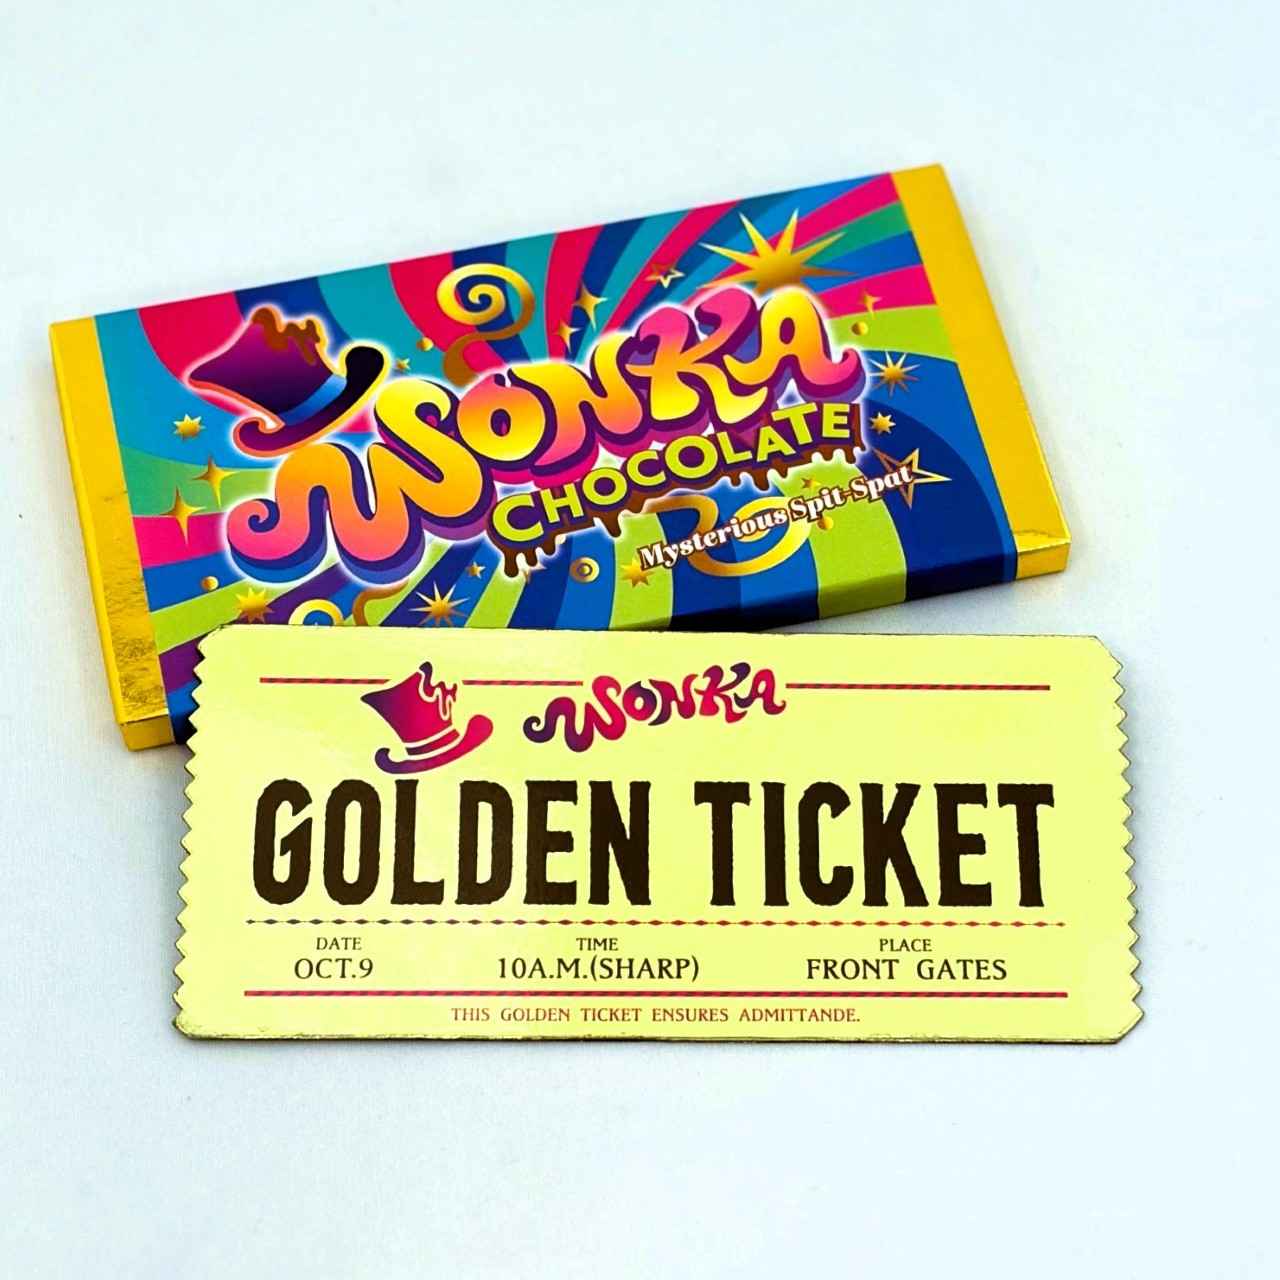 WONKA
CHOCOLATE
Mysterious Spit-Spat
WONKA
GOLDEN TICKET
DATE
OCT.9
TIME
10A.M.(SHARP)
PLACE
FRONT GATES
THIS GOLDEN TICKET ENSURES ADMITTANDE.